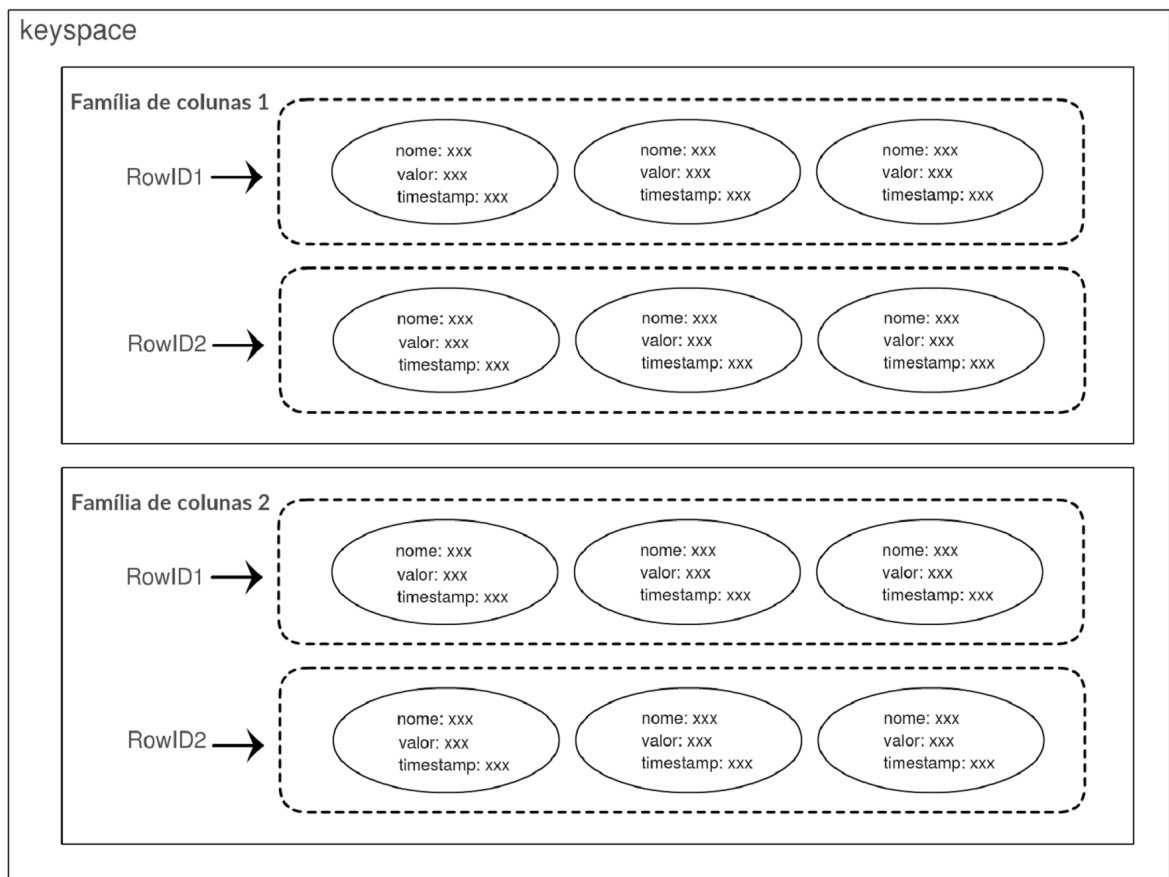 keyspace
Família de colunas 1
RowID1
nome: xxx
valor: xxx
timestamp: xxx
nome: xxx
valor: xxx
timestamp: xxx
nome: xxx
valor: xxx
timestamp: xxx
RowID2
nome: xxx
valor: xxx
timestamp: xxx
nome: xxx
valor: xxx
timestamp: xxx
nome: xxx
valor: xxx
timestamp: xxx
Família de colunas 2
RowID1
nome: xxx
valor: xxx
timestamp: xxx
nome: xxx
valor: xxx
timestamp: xxx
nome: xxx
valor: xxx
timestamp: xxx
RowID2
nome: xxx
valor: xxx
timestamp: xxx
nome: xxx
valor: xxx
timestamp: xxx
nome: xxx
valor: xxx
timestamp: xxx